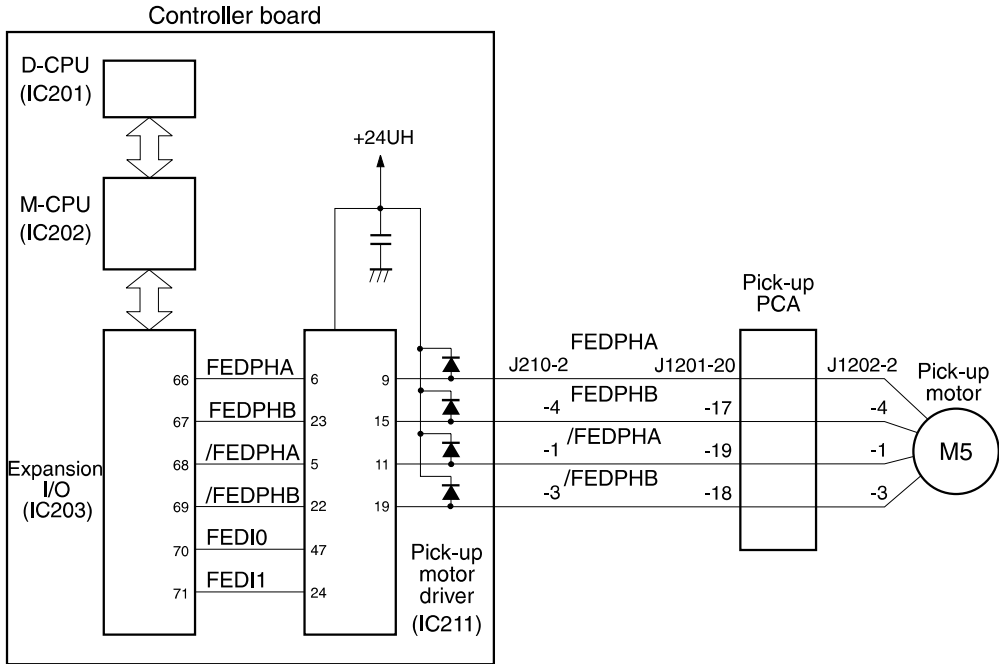 Controller board
D-CPU
(IC201)
+24UH
M-CPU
(IC202)
Pick-up
PCA
FEDPHA
J210-2
J1201-20
J1202-2
Pick-up
motor
66
FEDPHA
6
9
FEDPHB
67
FEDPHB
23
15
-4
-17
-4
/FEDPHA
68
/FEDPHA
5
11
-1
-19
-1
M5
Expansion
I/O
(IC203)
/FEDPHB
69
/FEDPHB
22
19
-3
-18
-3
70
FEDI0
47
71
FEDI1
24
Pick-up
motor
driver
(IC211)